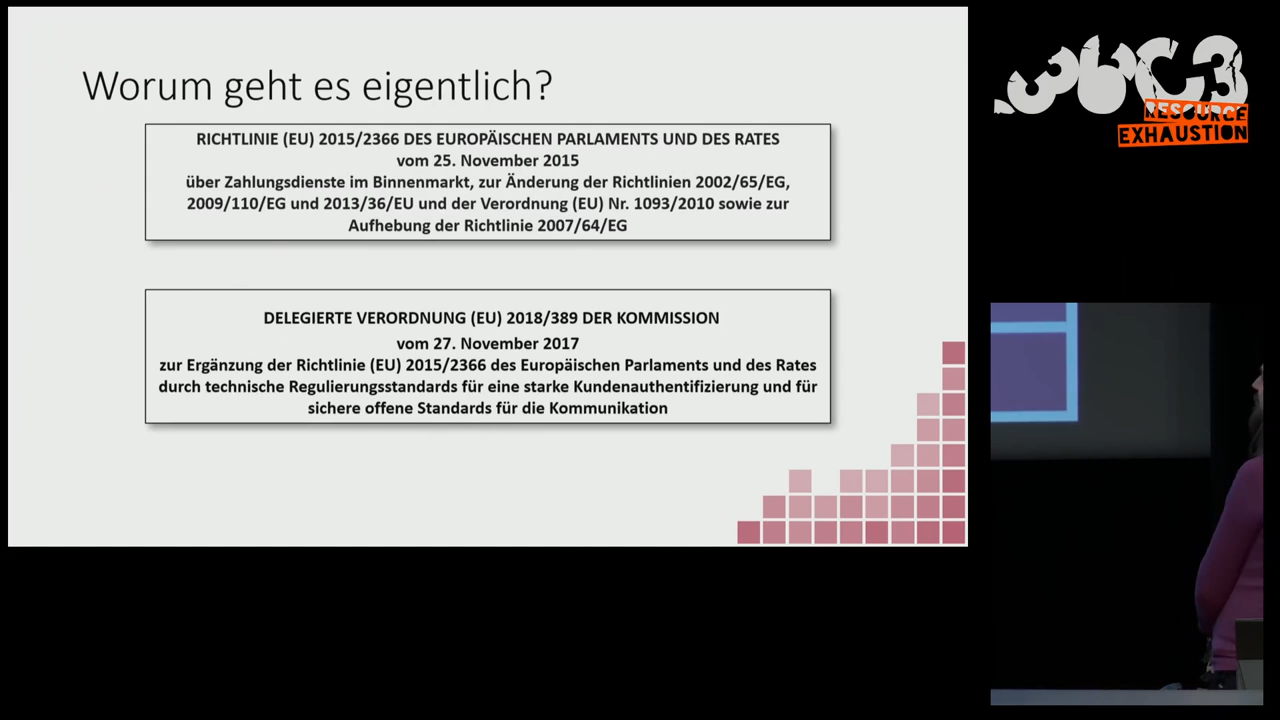 Worum geht es eigentlich?
RICHTLINIE (EU) 2015/2366 DES EUROPÄISCHEN PARLAMENTS UND DES RATES
vom 25. November 2015
über Zahlungsdienste im Binnenmarkt, zur Änderung der Richtlinien 2002/65/EG,
2009/110/EG und 2013/36/EU und der Verordnung (EU) Nr. 1093/2010 sowie zur
Aufhebung der Richtlinie 2007/64/EG
DELEGIERTE VERORDNUNG (EU) 2018/389 DER KOMMISSION
vom 27. November 2017
zur Ergänzung der Richtlinie (EU) 2015/2366 des Europäischen Parlaments und des Rates
durch technische Regulierungsstandards für eine starke Kundenauthentifizierung und für
sichere offene Standards für die Kommunikation
36C3
RESOURCE
EXHAUSTION